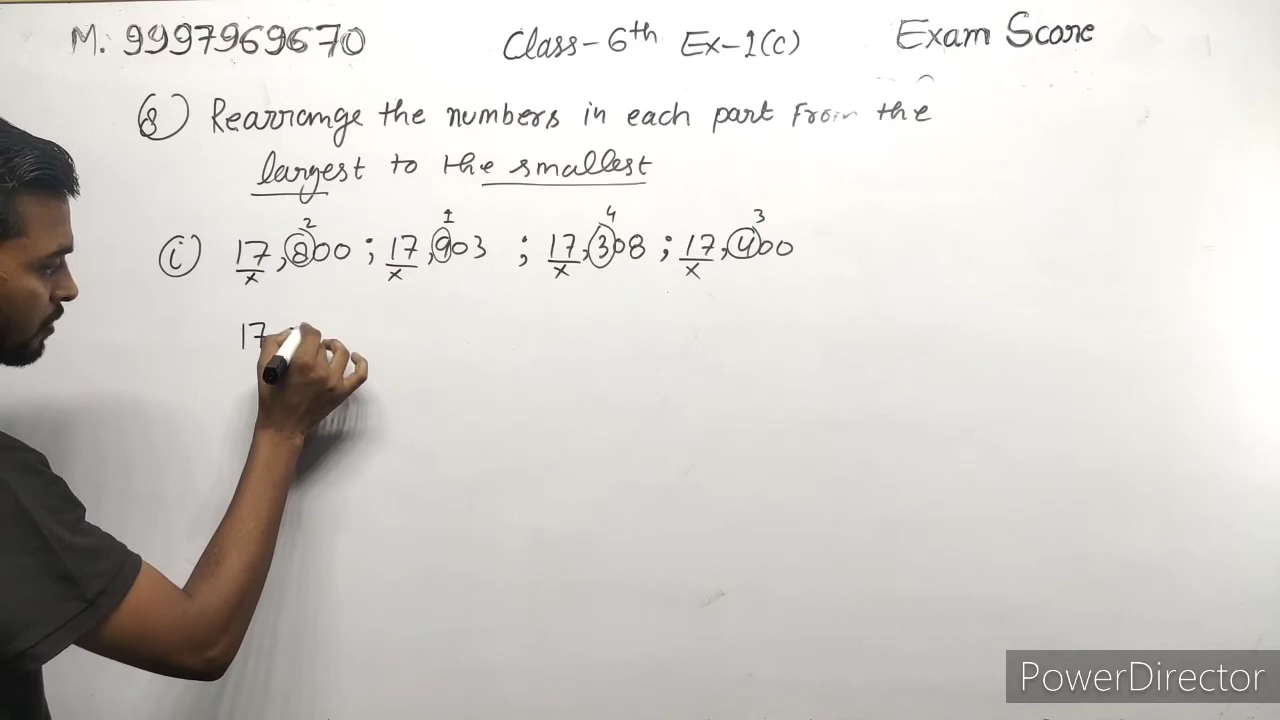 M. 9997969670 Class-6th Ex-1(C) Exam Score
8) Rearrange the numbers in each part From the
largest to the smallest
2 1 4 3
(i) 17,800 ; 17,903 ; 17,308 ; 17,400
x x x x
17
PowerDirector